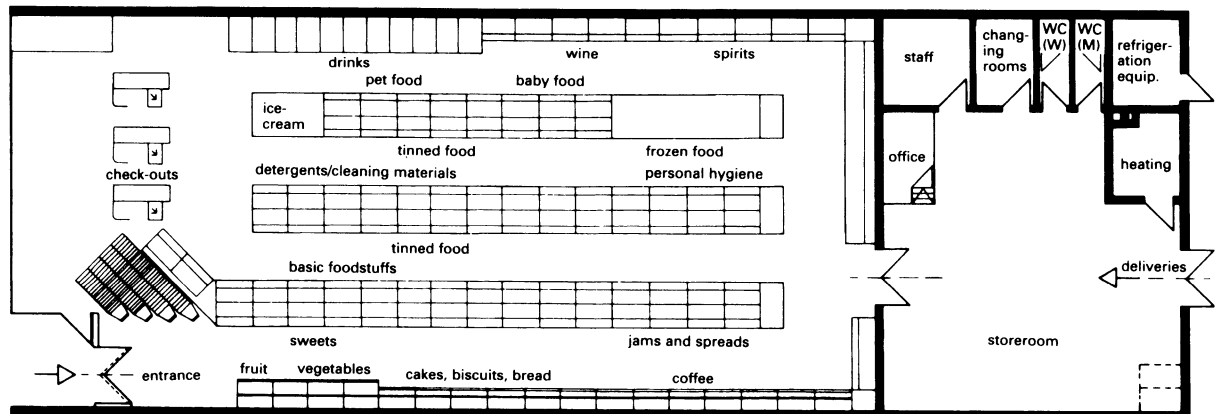 drinks
wine
spirits
pet food
baby food
ice-
cream
tinned food
frozen food
detergents/cleaning materials
personal hygiene
check-outs
tinned food
basic foodstuffs
sweets
jams and spreads
entrance
fruit
vegetables
cakes, biscuits, bread
coffee
staff
chang-
ing
rooms
WC
(W)
WC
(M)
refriger-
ation
equip.
office
heating
deliveries
storeroom